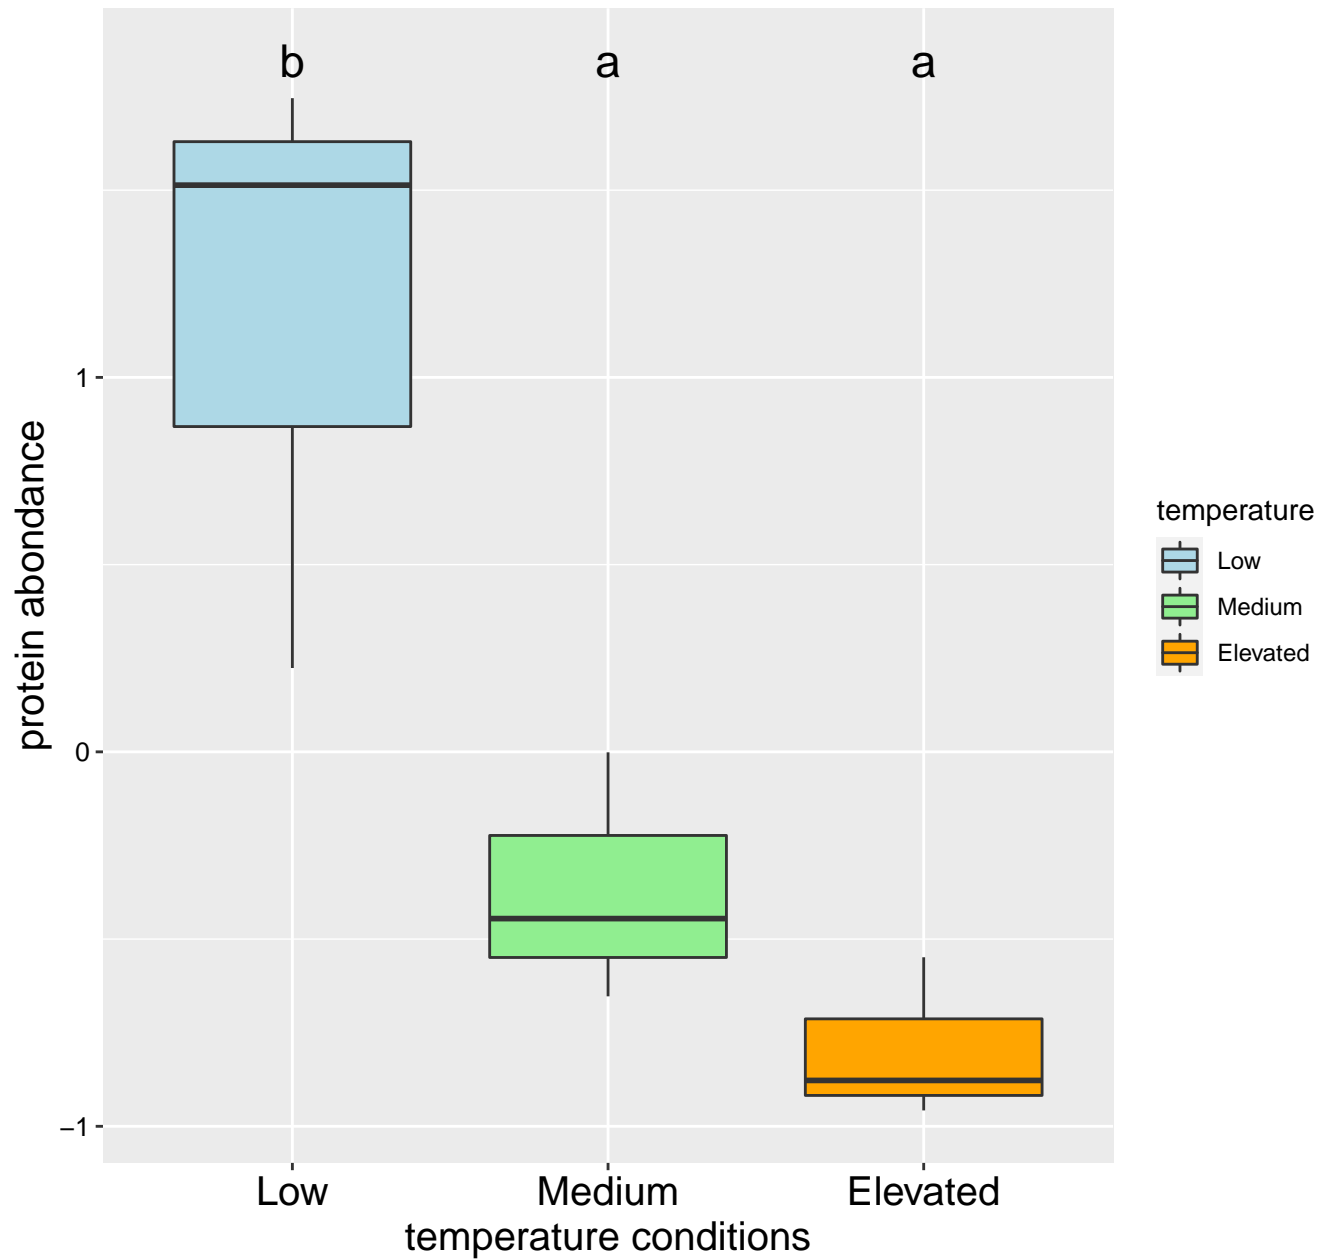 b a a
1
0
−1
protein abondance
Low Medium Elevated
temperature conditions
temperature
Low
Medium
Elevated